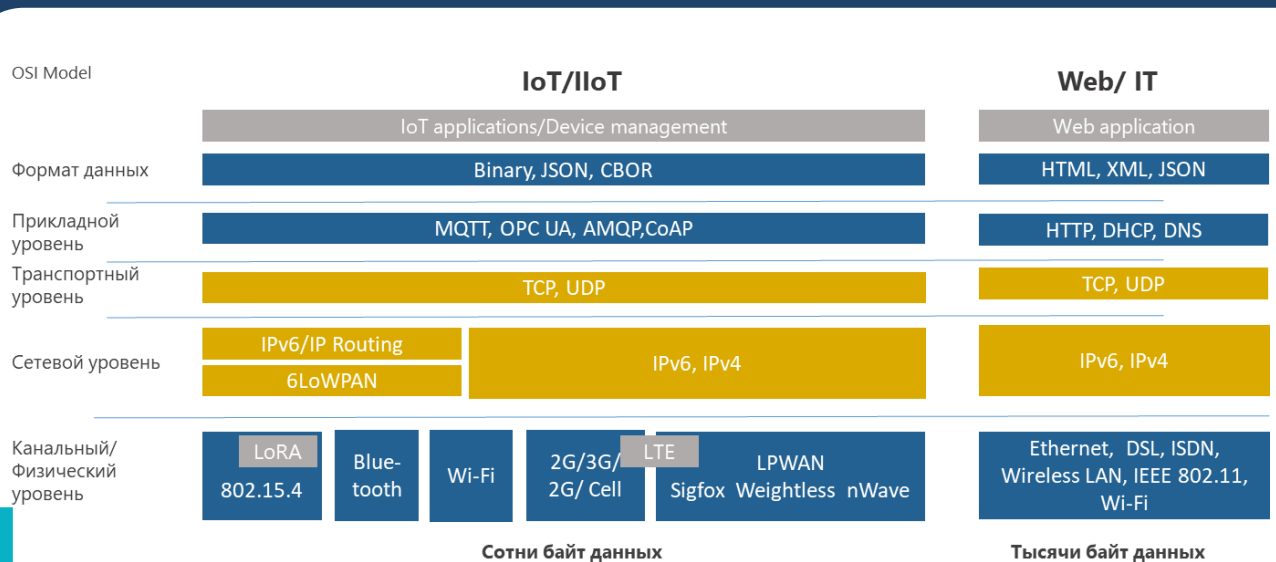 OSI Model
IoT/IIoT
Web/ IT
IoT applications/Device management
Web application
Формат данных
Binary, JSON, CBOR
HTML, XML, JSON
Прикладной
уровень
MQTT, OPC UA, AMQP,CoAP
HTTP, DHCP, DNS
Транспортный
уровень
TCP, UDP
TCP, UDP
Сетевой уровень
IPv6/IP Routing
6LoWPAN
IPv6, IPv4
IPv6, IPv4
Канальный/
Физический
уровень
LoRA
802.15.4
Blue-
tooth
Wi-Fi
2G/3G/
2G/ Cell
LTE
LPWAN
Sigfox Weightless nWave
Ethernet, DSL, ISDN,
Wireless LAN, IEEE 802.11,
Wi-Fi
Сотни байт данных
Тысячи байт данных